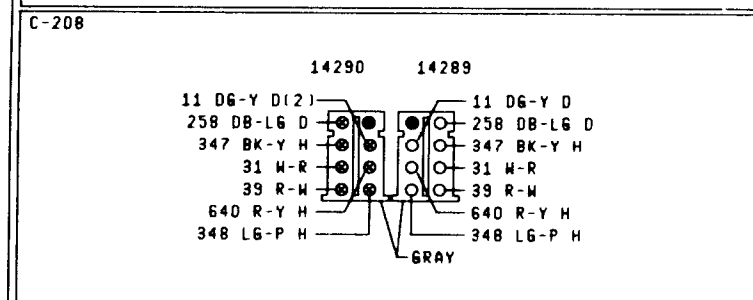 C-208
14290 14289
11 DG-Y D(2) 11 DG-Y D
258 DB-LG D 258 DB-LG D
347 BK-Y H 347 BK-Y H
31 W-R 31 W-R
39 R-W 39 R-W
640 R-Y H 640 R-Y H
348 LG-P H 348 LG-P H
GRAY